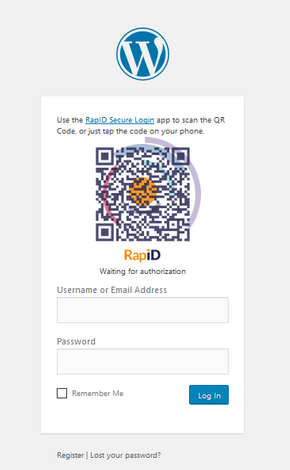 W
Use the RapID Secure Login app to scan the QR
Code, or just tap the code on your phone.
RapiD
Waiting for authorization
Username or Email Address
Password
Remember Me
Log In
Register | Lost your password?